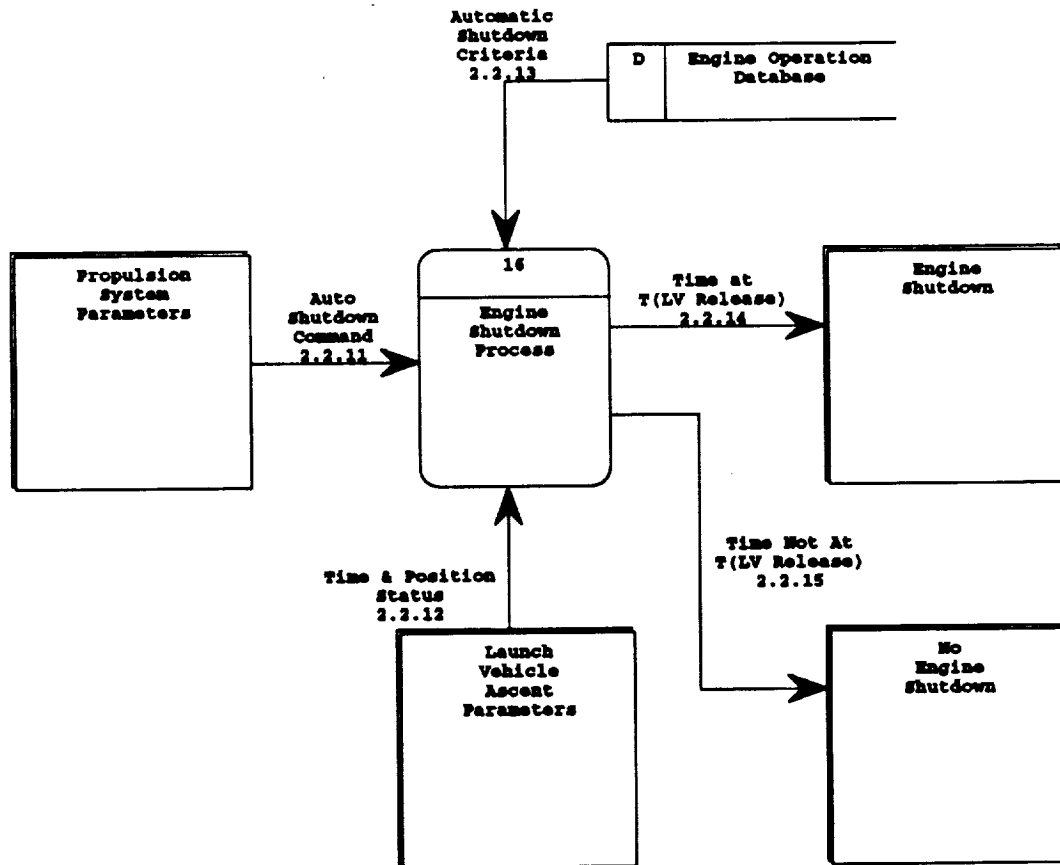 Automatic
Shutdown
Criteria
2.2.13
D
Engine Operation
Database
Propulsion
System
Parameters
Auto
Shutdown
Command
2.2.11
16
Engine
Shutdown
Process
Time at
T(LV Release)
2.2.14
Engine
Shutdown
Time & Position
Status
2.2.12
Time Not At
T(LV Release)
2.2.15
Launch
Vehicle
Ascent
Parameters
No
Engine
Shutdown